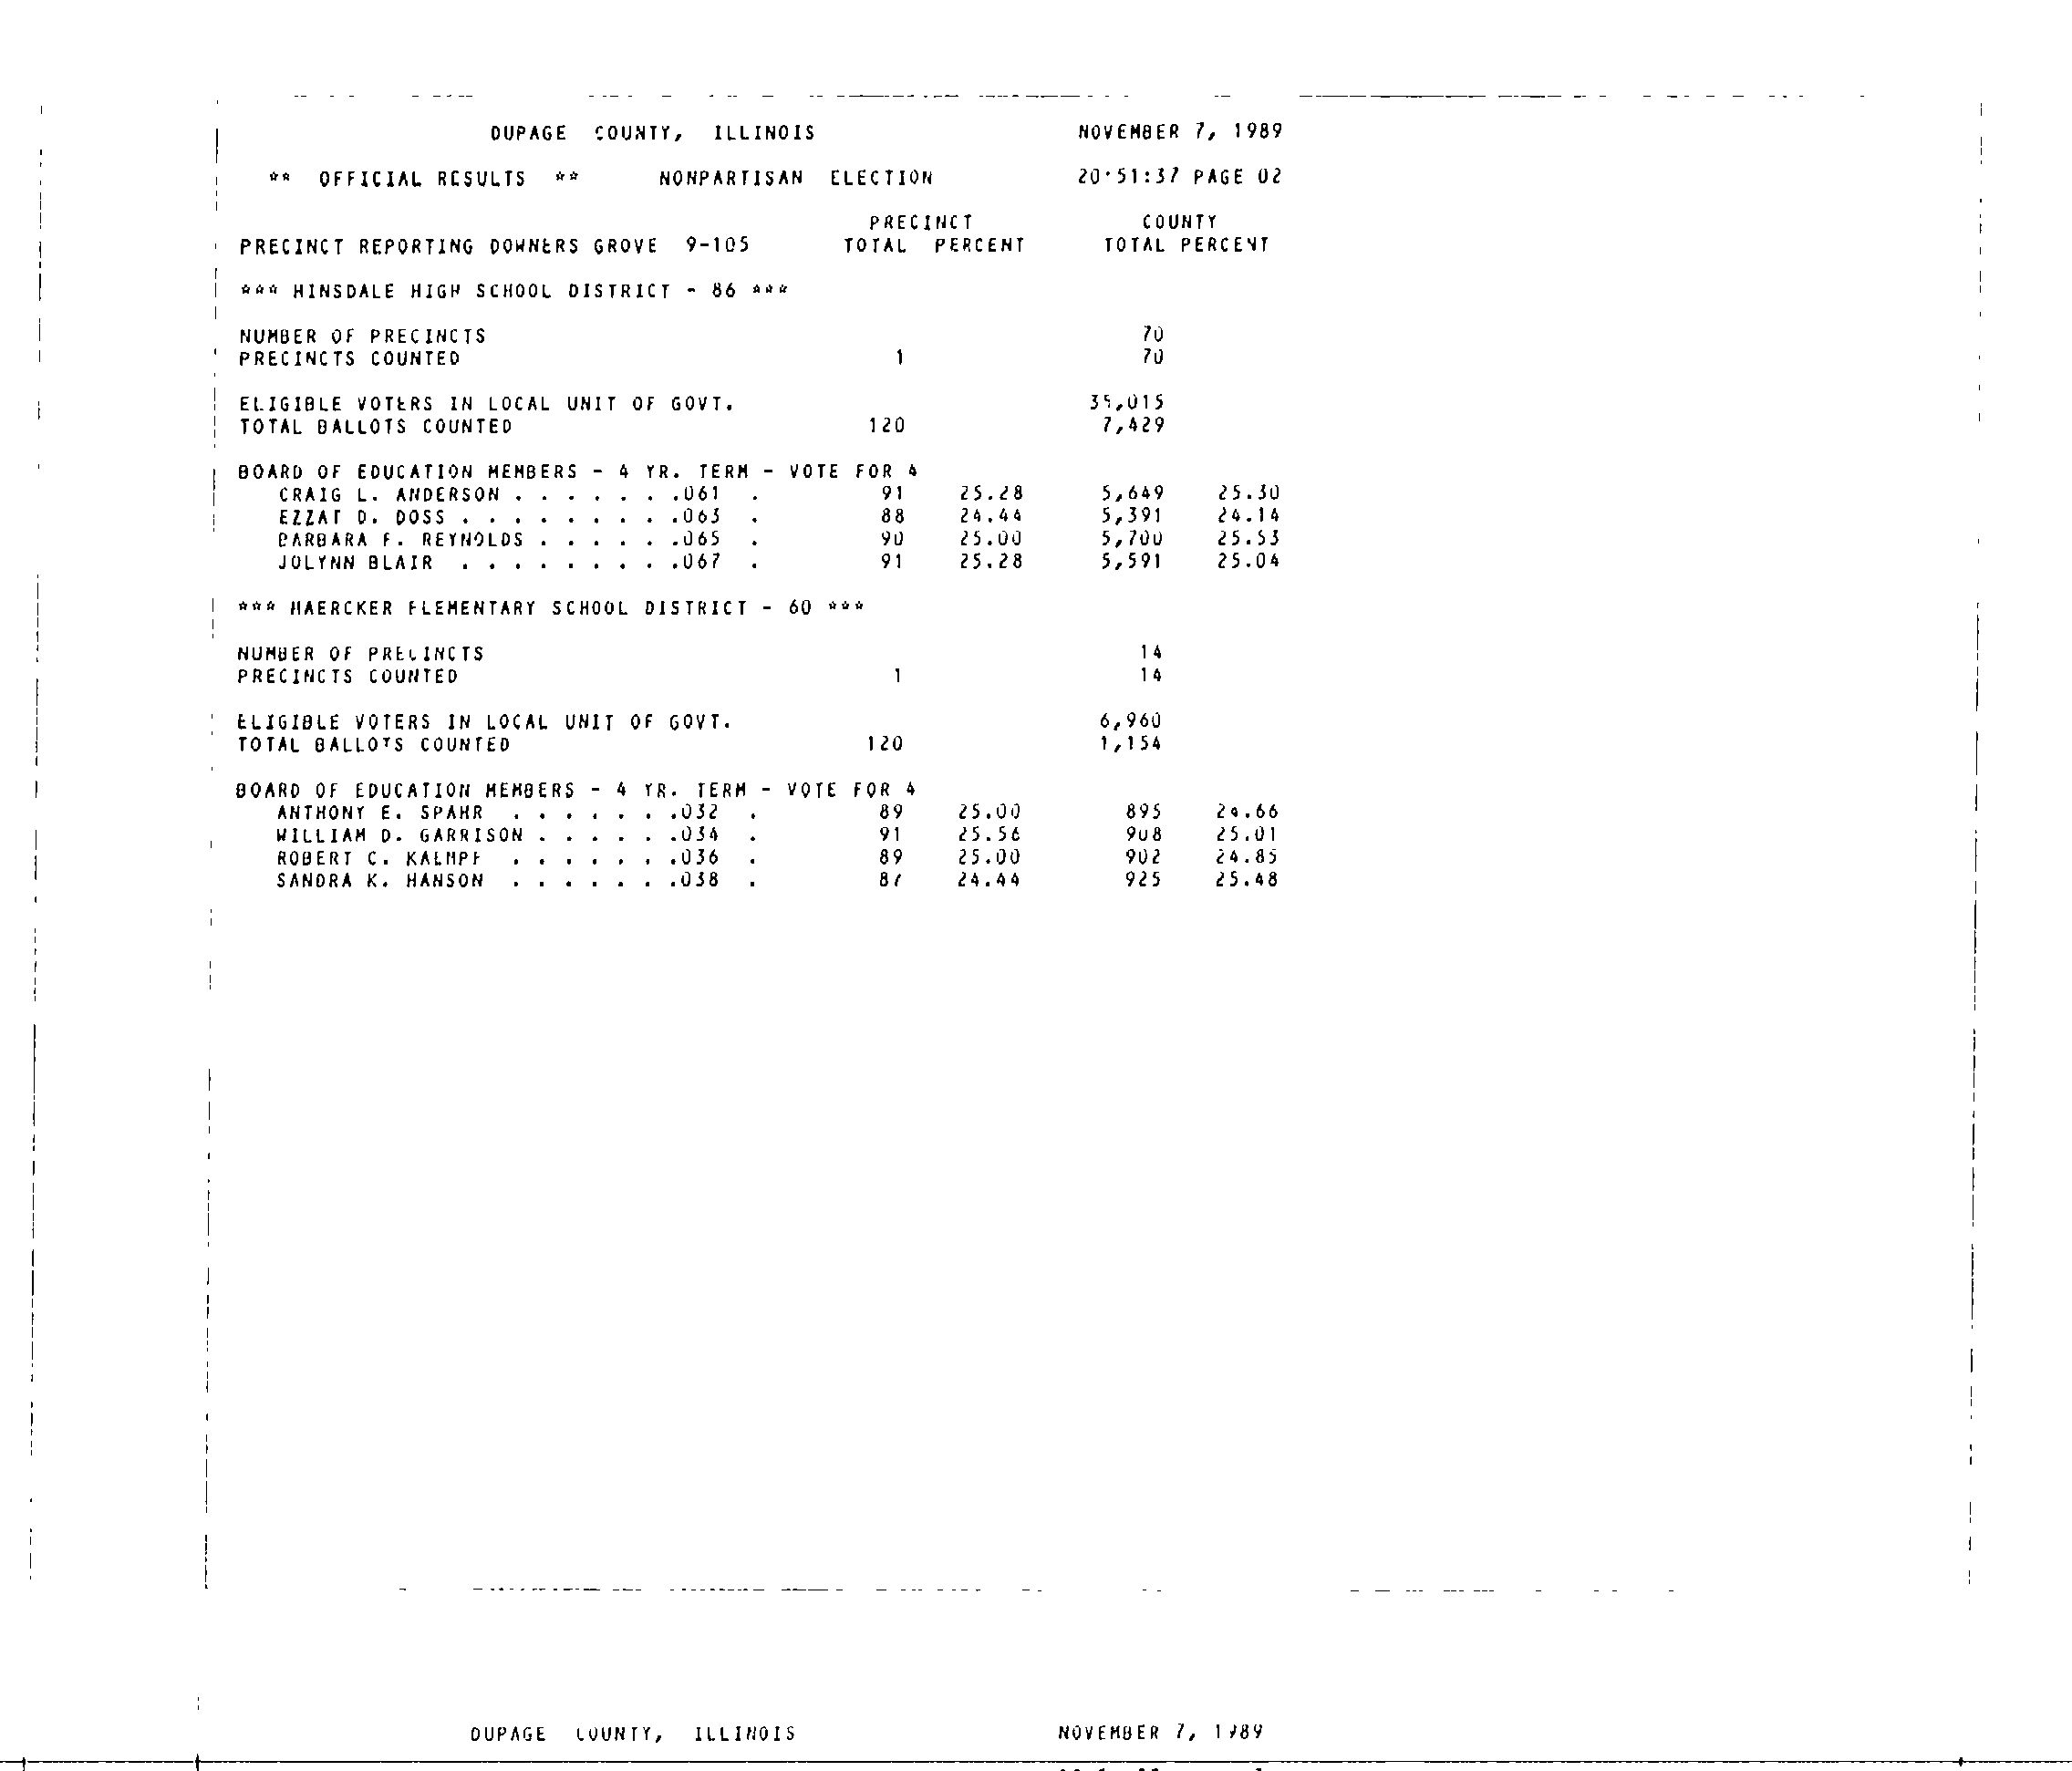 DUPAGE COUNTY, ILLINOIS NOVEMBER 7, 1989
** OFFICIAL RESULTS ** NONPARTISAN ELECTION 20:51:37 PAGE 02
PRECINCT COUNTY
PRECINCT REPORTING DOWNERS GROVE 9-105 TOTAL PERCENT TOTAL PERCENT
*** HINSDALE HIGH SCHOOL DISTRICT - 86 ***
NUMBER OF PRECINCTS 70
PRECINCTS COUNTED 1 70
ELIGIBLE VOTERS IN LOCAL UNIT OF GOVT. 35,015
TOTAL BALLOTS COUNTED 120 7,429
BOARD OF EDUCATION MEMBERS - 4 YR. TERM - VOTE FOR 4
CRAIG L. ANDERSON . . . . . . .061 . 91 25.28 5,649 25.30
EZZAT D. DOSS . . . . . . . . .063 . 88 24.44 5,391 24.14
BARBARA F. REYNOLDS . . . . . .065 . 90 25.00 5,700 25.53
JOLYNN BLAIR . . . . . . . . .067 . 91 25.28 5,591 25.04
*** MAERCKER ELEMENTARY SCHOOL DISTRICT - 60 ***
NUMBER OF PRECINCTS 14
PRECINCTS COUNTED 1 14
ELIGIBLE VOTERS IN LOCAL UNIT OF GOVT. 6,960
TOTAL BALLOTS COUNTED 120 1,154
BOARD OF EDUCATION MEMBERS - 4 YR. TERM - VOTE FOR 4
ANTHONY E. SPAHR . . . . . . .032 . 89 25.00 895 24.66
WILLIAM D. GARRISON . . . . . .034 . 91 25.56 908 25.01
ROBERT C. KAEMPF . . . . . . .036 . 89 25.00 902 24.85
SANDRA K. HANSON . . . . . . .038 . 87 24.44 925 25.48
DUPAGE COUNTY, ILLINOIS NOVEMBER 7, 1989